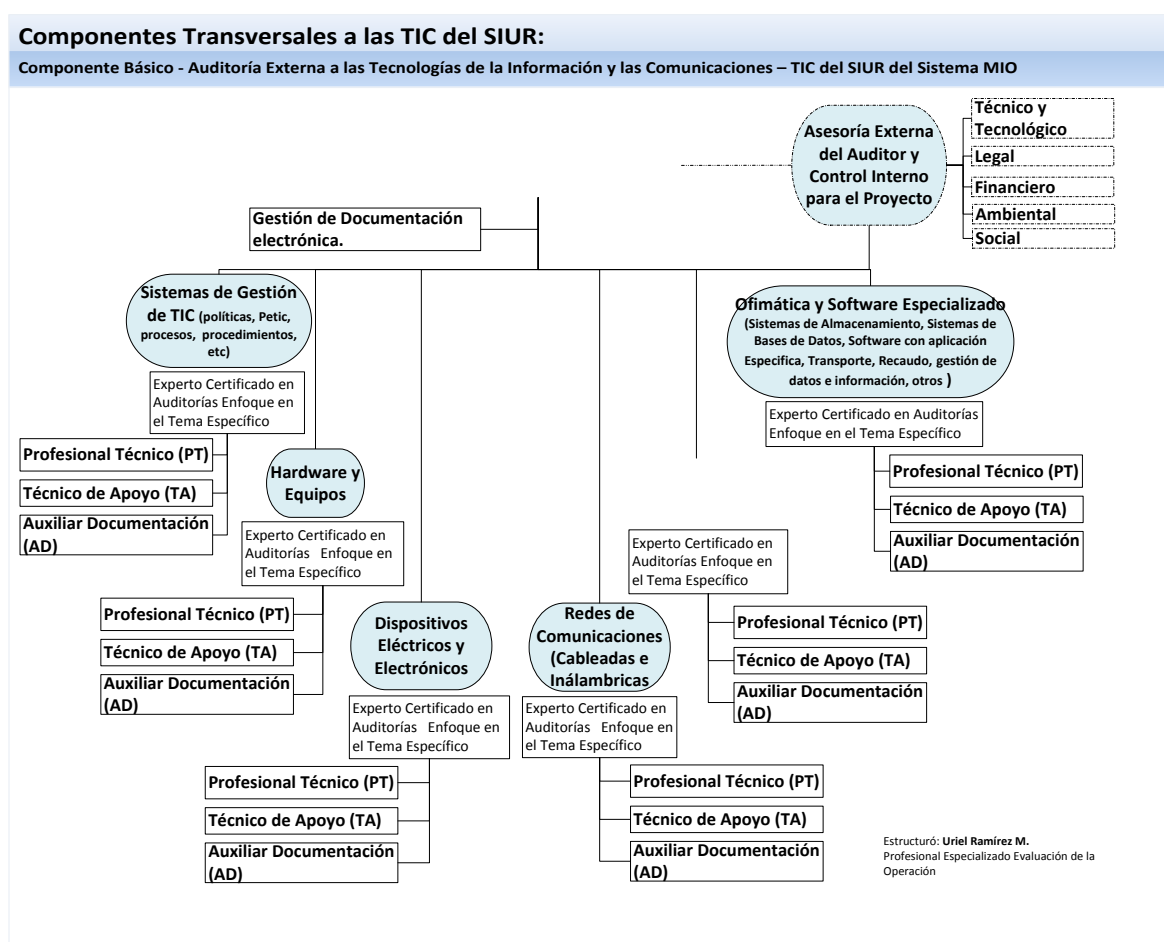 Componentes Transversales a las TIC del SIUR:
Componente Básico - Auditoría Externa a las Tecnologías de la Información y las Comunicaciones – TIC del SIUR del Sistema MIO
Asesoría Externa
del Auditor y
Control Interno
para el Proyecto
Técnico y
Tecnológico
Legal
Financiero
Ambiental
Social
Gestión de Documentación
electrónica.
Sistemas de Gestión
de TIC (políticas, Petic,
procesos, procedimientos,
etc)
Experto Certificado en
Auditorías Enfoque en
el Tema Específico
Profesional Técnico (PT)
Técnico de Apoyo (TA)
Auxiliar Documentación
(AD)
Hardware y
Equipos
Experto Certificado en
Auditorías Enfoque en
el Tema Específico
Profesional Técnico (PT)
Técnico de Apoyo (TA)
Auxiliar Documentación
(AD)
Dispositivos
Eléctricos y
Electrónicos
Experto Certificado en
Auditorías Enfoque en
el Tema Específico
Profesional Técnico (PT)
Técnico de Apoyo (TA)
Auxiliar Documentación
(AD)
Redes de
Comunicaciones
(Cableadas e
Inálambricas
Experto Certificado en
Auditorías Enfoque en
el Tema Específico
Profesional Técnico (PT)
Técnico de Apoyo (TA)
Auxiliar Documentación
(AD)
Experto Certificado en
Auditorías Enfoque en
el Tema Específico
Profesional Técnico (PT)
Técnico de Apoyo (TA)
Auxiliar Documentación
(AD)
Ofimática y Software Especializado
(Sistemas de Almacenamiento, Sistemas de
Bases de Datos, Software con aplicación
Especifica, Transporte, Recaudo, gestión de
datos e información, otros )
Experto Certificado en Auditorías
Enfoque en el Tema Específico
Profesional Técnico (PT)
Técnico de Apoyo (TA)
Auxiliar Documentación
(AD)
Estructuró: Uriel Ramírez M.
Profesional Especializado Evaluación de la
Operación